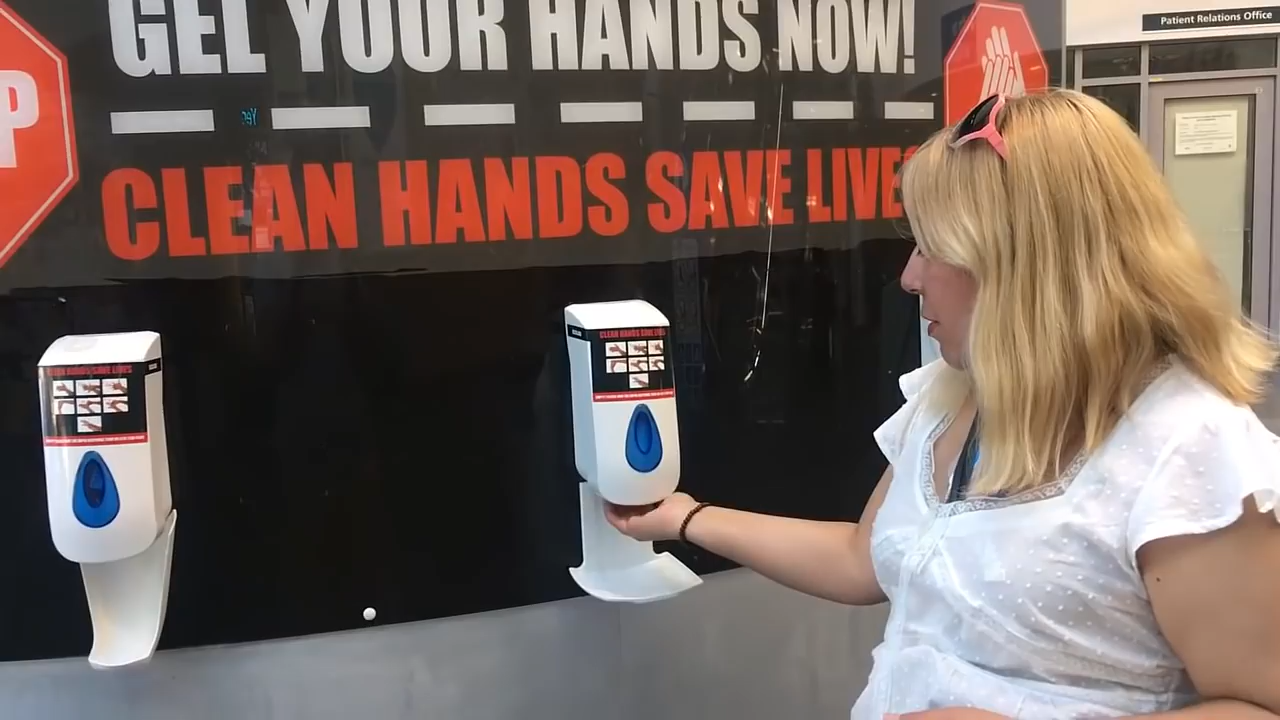 GEL YOUR HANDS NOW!
CLEAN HANDS SAVE LIVES
P
Patient Relations Office
CLEAN HANDS SAVE LIVES
CLEAN HANDS SAVE LIVES